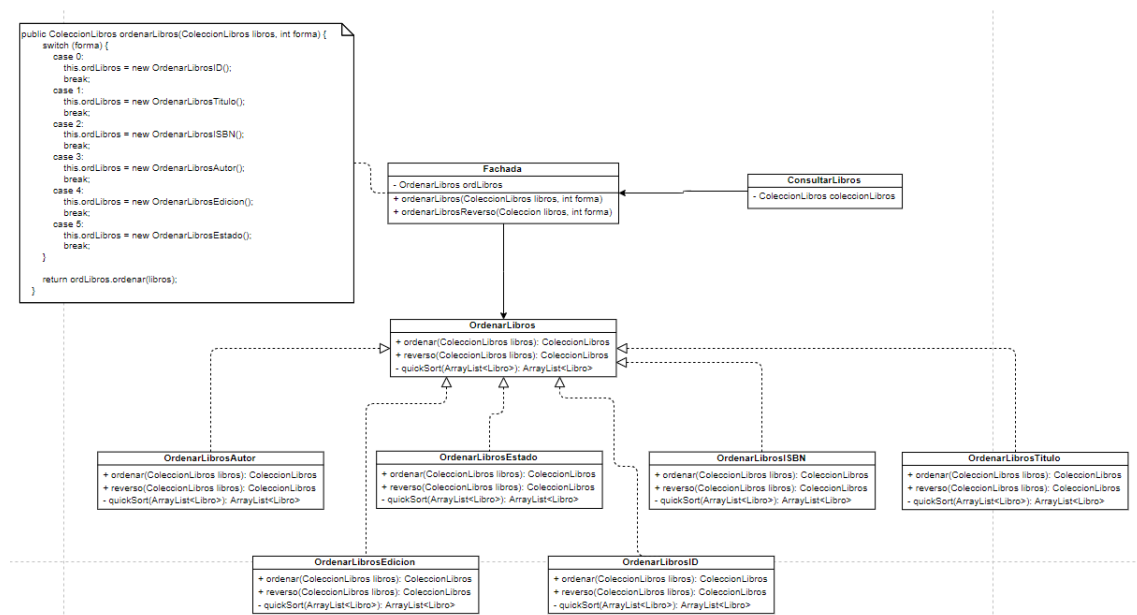 public ColeccionLibros ordenarLibros(ColeccionLibros libros, int forma) {
switch (forma) {
case 0:
this.ordLibros = new OrdenarLibrosID();
break;
case 1:
this.ordLibros = new OrdenarLibrosTitulo();
break;
case 2:
this.ordLibros = new OrdenarLibrosISBN();
break;
case 3:
this.ordLibros = new OrdenarLibrosAutor();
break;
case 4:
this.ordLibros = new OrdenarLibrosEdicion();
break;
case 5:
this.ordLibros = new OrdenarLibrosEstado();
break;
}
return ordLibros.ordenar(libros);
}
Fachada
- OrdenarLibros ordLibros
+ ordenarLibros(ColeccionLibros libros, int forma)
+ ordenarLibrosReverso(Coleccion libros, int forma)
ConsultarLibros
- ColeccionLibros coleccionLibros
OrdenarLibros
+ ordenar(ColeccionLibros libros): ColeccionLibros
+ reverso(ColeccionLibros libros): ColeccionLibros
- quickSort(ArrayList<Libro>): ArrayList<Libro>
OrdenarLibrosAutor
+ ordenar(ColeccionLibros libros): ColeccionLibros
+ reverso(ColeccionLibros libros): ColeccionLibros
- quickSort(ArrayList<Libro>): ArrayList<Libro>
OrdenarLibrosEstado
+ ordenar(ColeccionLibros libros): ColeccionLibros
+ reverso(ColeccionLibros libros): ColeccionLibros
- quickSort(ArrayList<Libro>): ArrayList<Libro>
OrdenarLibrosISBN
+ ordenar(ColeccionLibros libros): ColeccionLibros
+ reverso(ColeccionLibros libros): ColeccionLibros
- quickSort(ArrayList<Libro>): ArrayList<Libro>
OrdenarLibrosTitulo
+ ordenar(ColeccionLibros libros): ColeccionLibros
+ reverso(ColeccionLibros libros): ColeccionLibros
- quickSort(ArrayList<Libro>): ArrayList<Libro>
OrdenarLibrosEdicion
+ ordenar(ColeccionLibros libros): ColeccionLibros
+ reverso(ColeccionLibros libros): ColeccionLibros
- quickSort(ArrayList<Libro>): ArrayList<Libro>
OrdenarLibrosID
+ ordenar(ColeccionLibros libros): ColeccionLibros
+ reverso(ColeccionLibros libros): ColeccionLibros
- quickSort(ArrayList<Libro>): ArrayList<Libro>